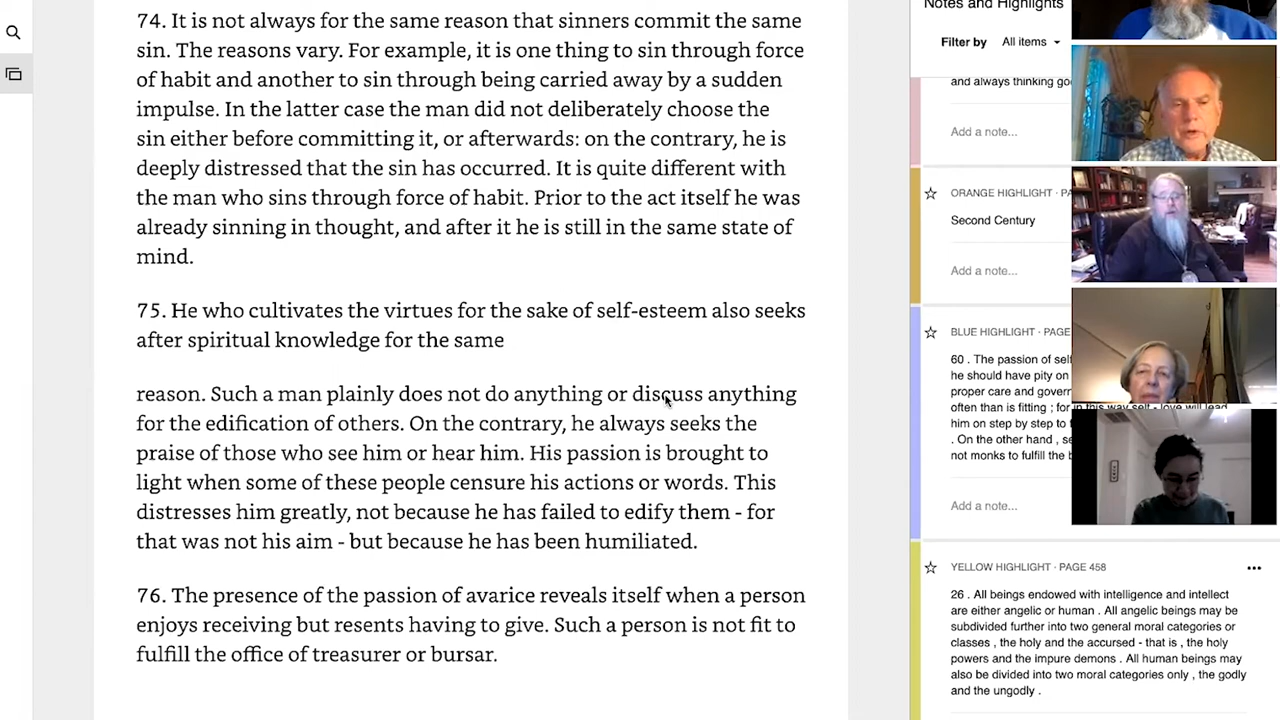 74. It is not always for the same reason that sinners commit the same
sin. The reasons vary. For example, it is one thing to sin through force
of habit and another to sin through being carried away by a sudden
impulse. In the latter case the man did not deliberately choose the
sin either before committing it, or afterwards: on the contrary, he is
deeply distressed that the sin has occurred. It is quite different with
the man who sins through force of habit. Prior to the act itself he was
already sinning in thought, and after it he is still in the same state of
mind.
75. He who cultivates the virtues for the sake of self-esteem also seeks
after spiritual knowledge for the same
reason. Such a man plainly does not do anything or discuss anything
for the edification of others. On the contrary, he always seeks the
praise of those who see him or hear him. His passion is brought to
light when some of these people censure his actions or words. This
distresses him greatly, not because he has failed to edify them - for
that was not his aim - but because he has been humiliated.
76. The presence of the passion of avarice reveals itself when a person
enjoys receiving but resents having to give. Such a person is not fit to
fulfill the office of treasurer or bursar.
Notes and Highlights
Filter by All items
and always thinking
Add a note...
ORANGE HIGHLIGHT ·
Second Century
Add a note...
BLUE HIGHLIGHT · PAGE
60 . The passion of
he should have pity on
proper care and
often than is fitting ; for in this way self - love will lead
him on step by step to
. On the other hand ,
not monks to fulfill the
Add a note...
YELLOW HIGHLIGHT · PAGE 458
26 . All beings endowed with intelligence and intellect
are either angelic or human . All angelic beings may be
subdivided further into two general moral categories or
classes , the holy and the accursed - that is , the holy
powers and the impure demons . All human beings may
also be divided into two moral categories only , the godly
and the ungodly .